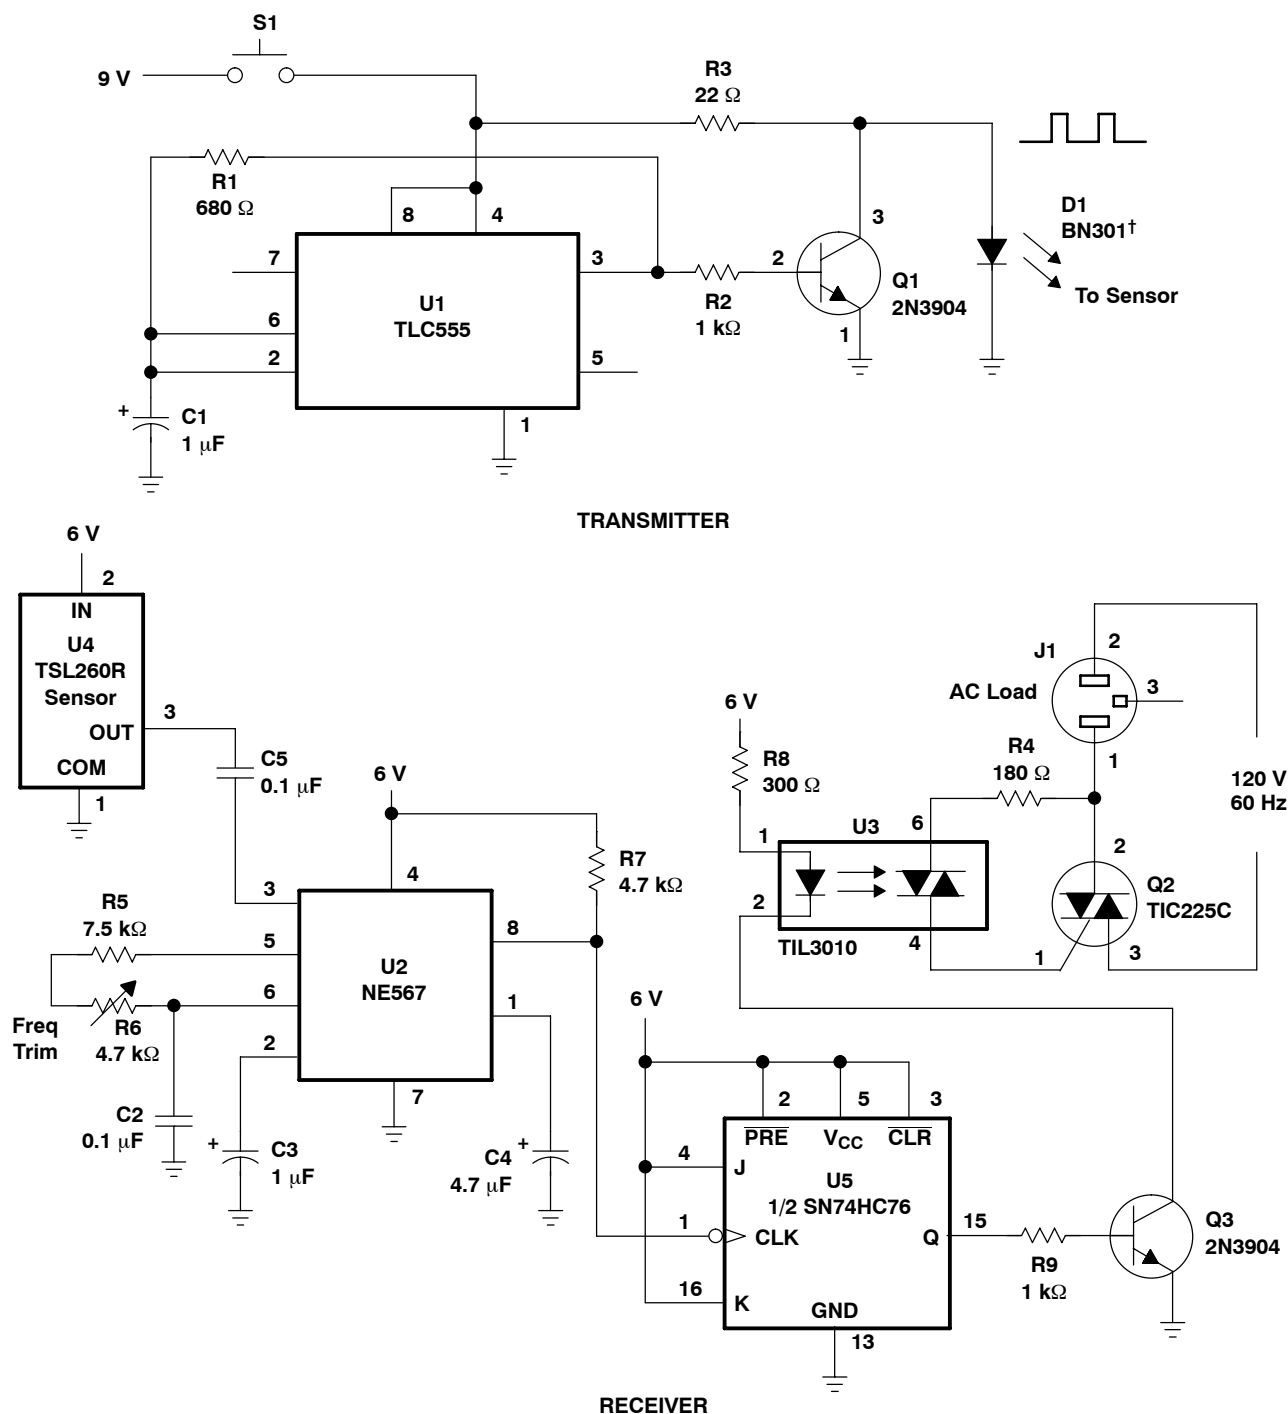 S1
9 V
R3
22 Ω
R1
680 Ω
8
4
3
D1
BN301†
7
3
2
U1
TLC555
R2
1 kΩ
Q1
2N3904
To Sensor
6
2
5
1
+
C1
1 µF
1
TRANSMITTER
6 V
2
IN
U4
TSL260R
Sensor
OUT
COM
3
1
C5
0.1 µF
6 V
4
R7
4.7 kΩ
3
R5
7.5 kΩ
5
8
U2
NE567
6
1
Freq
Trim
R6
4.7 kΩ
2
7
C2
0.1 µF
+
C3
1 µF
C4
4.7 µF
+
J1
2
AC Load
3
6 V
R8
300 Ω
R4
180 Ω
1
120 V
60 Hz
U3
6
1
2
2
Q2
TIC225C
TIL3010
4
1
3
6 V
2
5
3
PRE
VCC
CLR
4
J
U5
1/2 SN74HC76
1
CLK
Q
15
Q3
2N3904
R9
1 kΩ
16
K
GND
13
RECEIVER